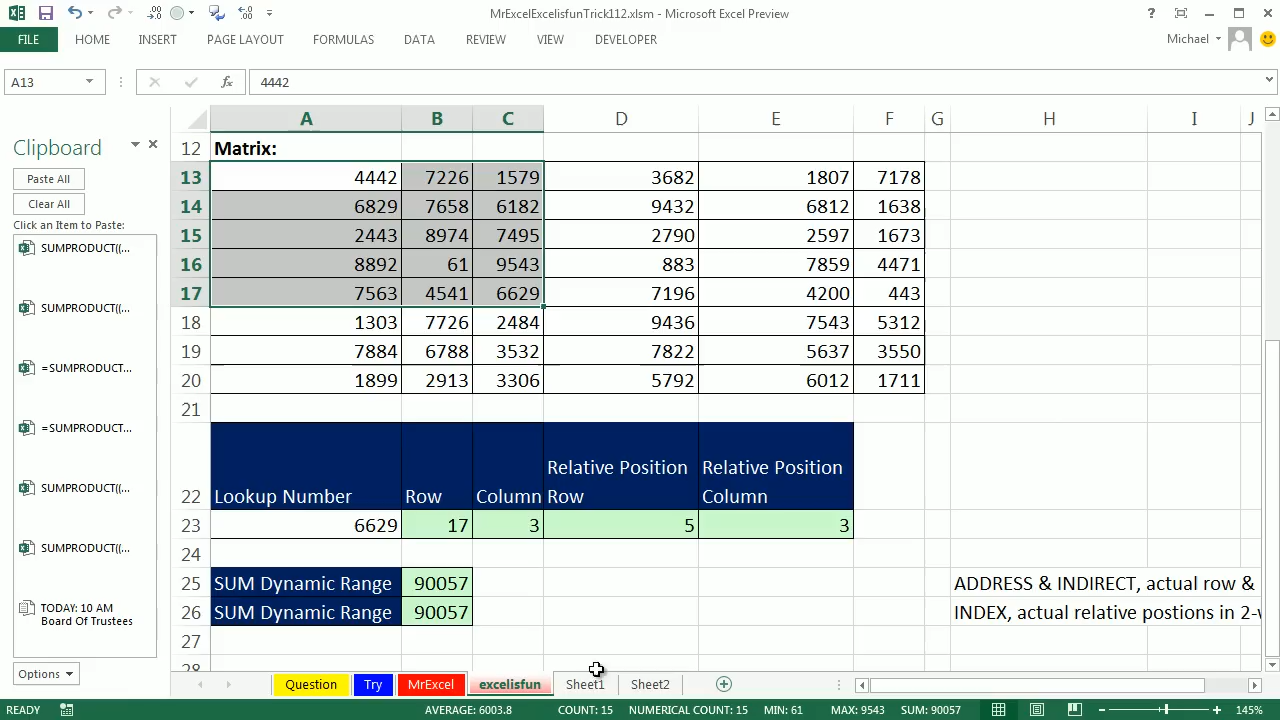 MrExcelExcelisfunTrick112.xlsm - Microsoft Excel Preview
FILE HOME INSERT PAGE LAYOUT FORMULAS DATA REVIEW VIEW DEVELOPER Michael
A13 fx 4442
Clipboard
Paste All
Clear All
Click an Item to Paste:
SUMPRODUCT((...
SUMPRODUCT((...
=SUMPRODUCT...
=SUMPRODUCT...
SUMPRODUCT((...
SUMPRODUCT((...
TODAY: 10 AM
Board Of Trustees
Options
A B C D E F G H I J
12 Matrix:
13 4442 7226 1579 3682 1807 7178
14 6829 7658 6182 9432 6812 1638
15 2443 8974 7495 2790 2597 1673
16 8892 61 9543 883 7859 4471
17 7563 4541 6629 7196 4200 443
18 1303 7726 2484 9436 7543 5312
19 7884 6788 3532 7822 5637 3550
20 1899 2913 3306 5792 6012 1711
21
Relative Position Relative Position
22 Lookup Number Row Column Row Column
23 6629 17 3 5 3
24
25 SUM Dynamic Range 90057 ADDRESS & INDIRECT, actual row &
26 SUM Dynamic Range 90057 INDEX, actual relative postions in 2-
27
28
Question Try MrExcel excelisfun Sheet1 Sheet2
READY AVERAGE: 6003.8 COUNT: 15 NUMERICAL COUNT: 15 MIN: 61 MAX: 9543 SUM: 90057 145%